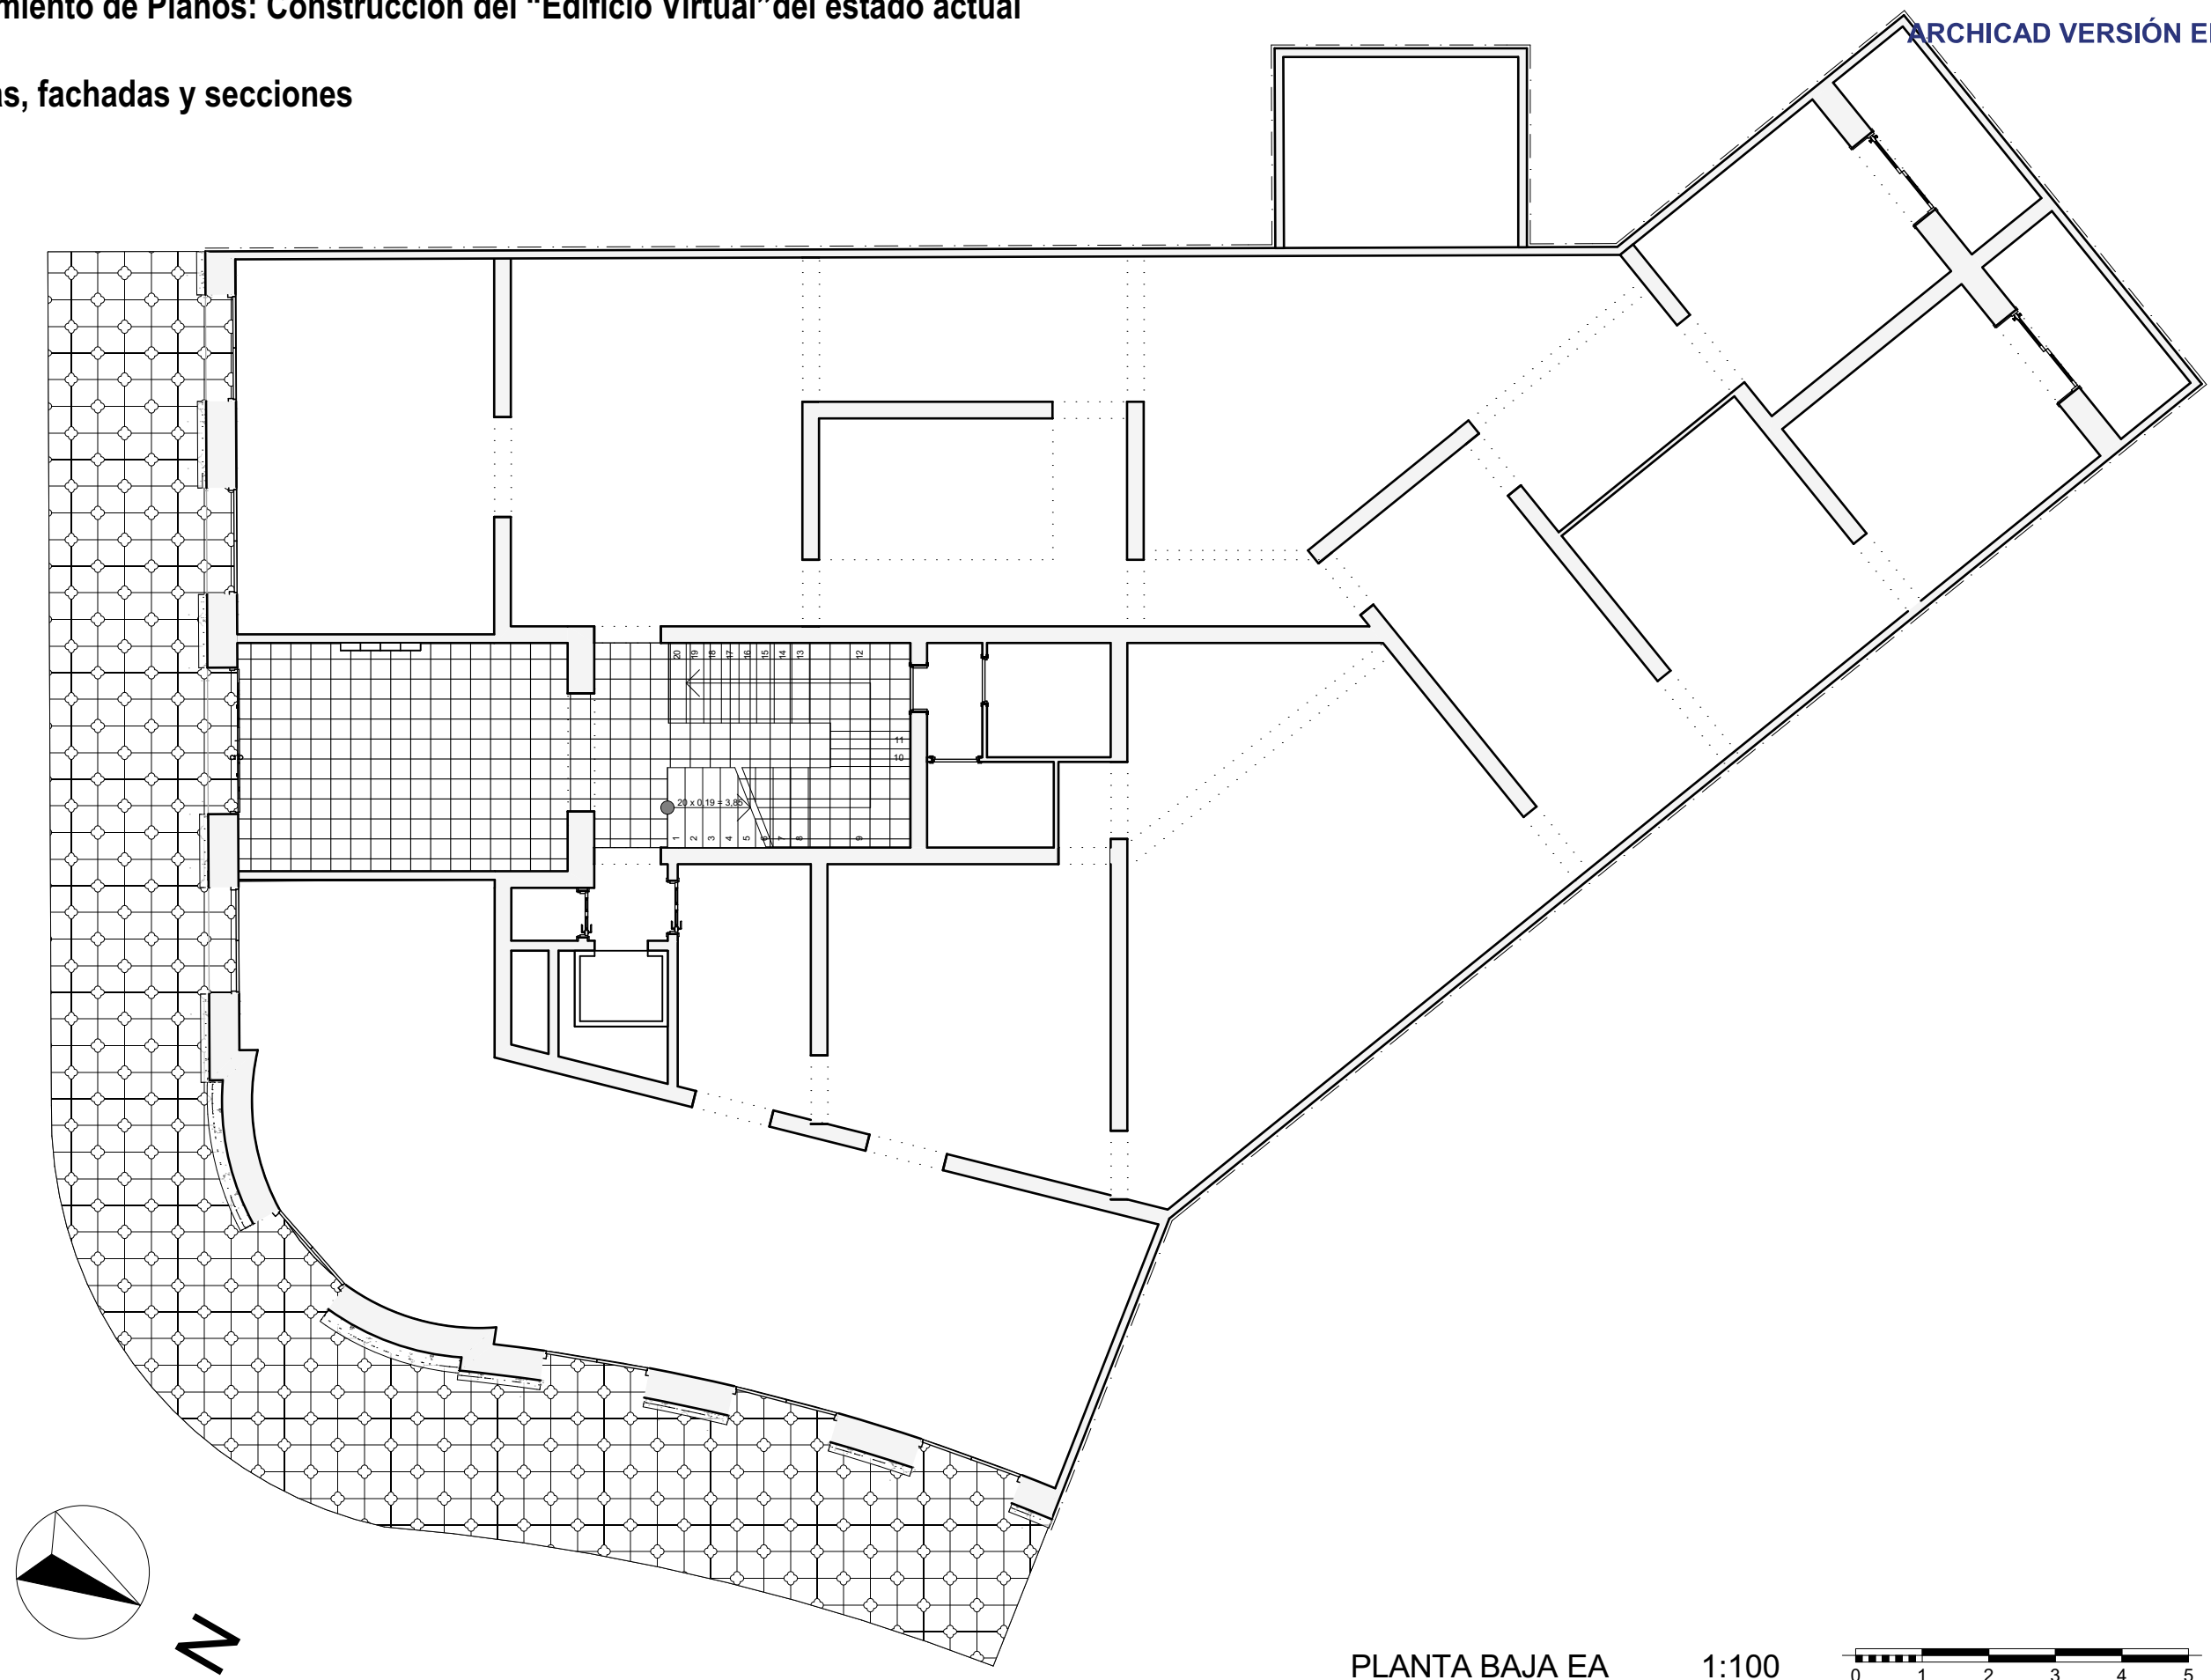 miento de Planos: Construcción del “Edificio Virtual”del estado actual
ARCHICAD VERSIÓN E
as, fachadas y secciones
20 19 18 17 16 15 14 13 12
11
10
20 x 0,19 = 3,85
1 2 3 4 5 6 7 8 9
N
PLANTA BAJA EA 1:100
0 1 2 3 4 5